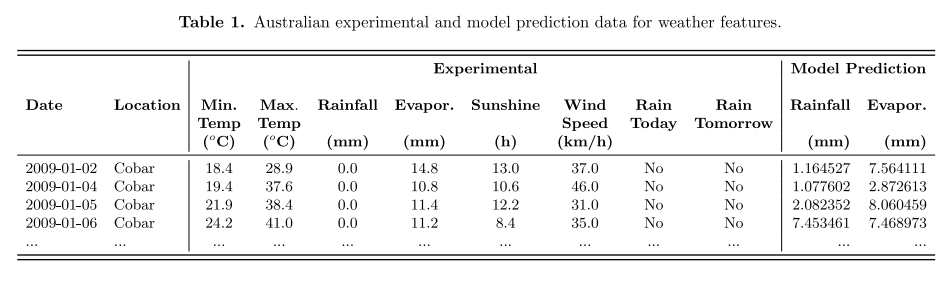 Table 1. Australian experimental and model prediction data for weather features.
Experimental Model Prediction
Date Location Min. Max. Rainfall Evapor. Sunshine Wind Rain Rain Rainfall Evapor.
Temp Temp Speed Today Tomorrow
(°C) (°C) (mm) (mm) (h) (km/h) (mm) (mm)
2009-01-02 Cobar 18.4 28.9 0.0 14.8 13.0 37.0 No No 1.164527 7.564111
2009-01-04 Cobar 19.4 37.6 0.0 10.8 10.6 46.0 No No 1.077602 2.872613
2009-01-05 Cobar 21.9 38.4 0.0 11.4 12.2 31.0 No No 2.082352 8.060459
2009-01-06 Cobar 24.2 41.0 0.0 11.2 8.4 35.0 No No 7.453461 7.468973
... ... ... ... ... ... ... ... ... ... ... ...